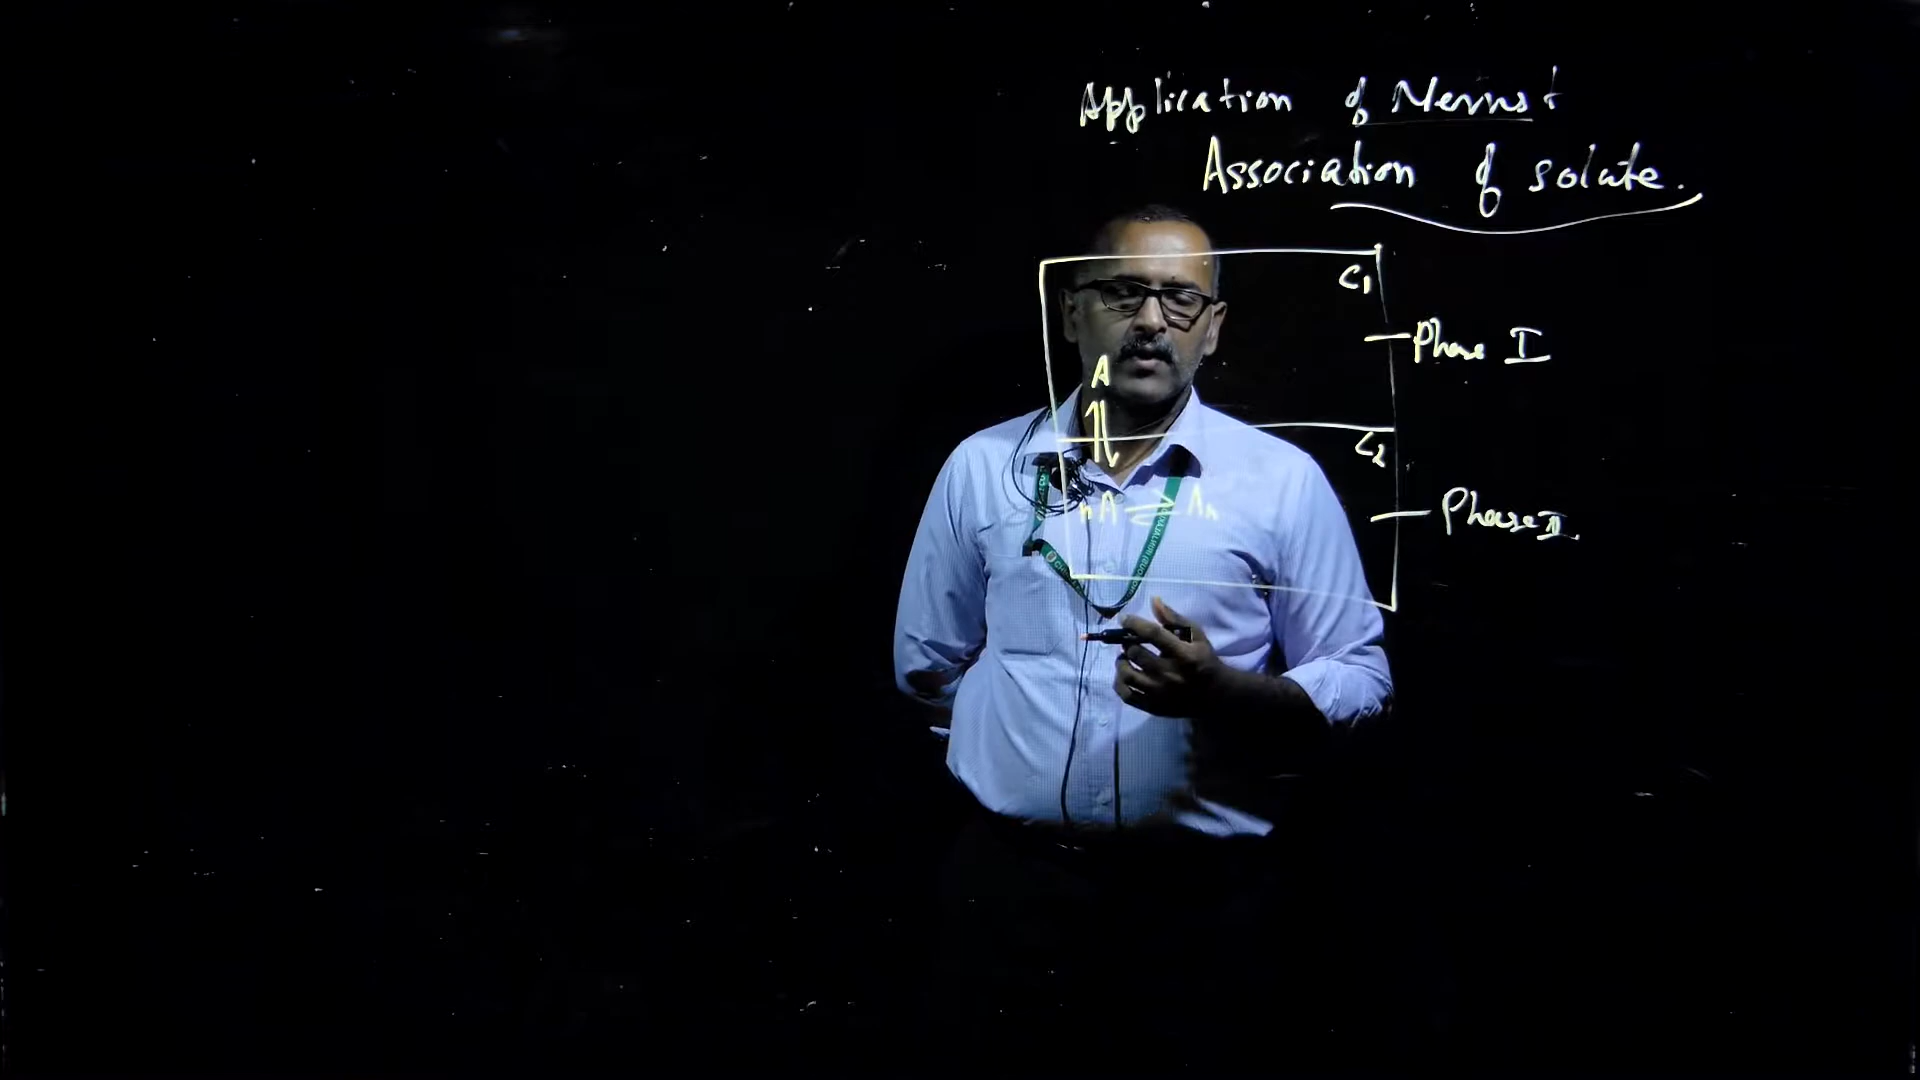 Application of Nernst
Association of solute.
C1
Phase I
A
⇅
C2
nA ⇌ An
Phase II